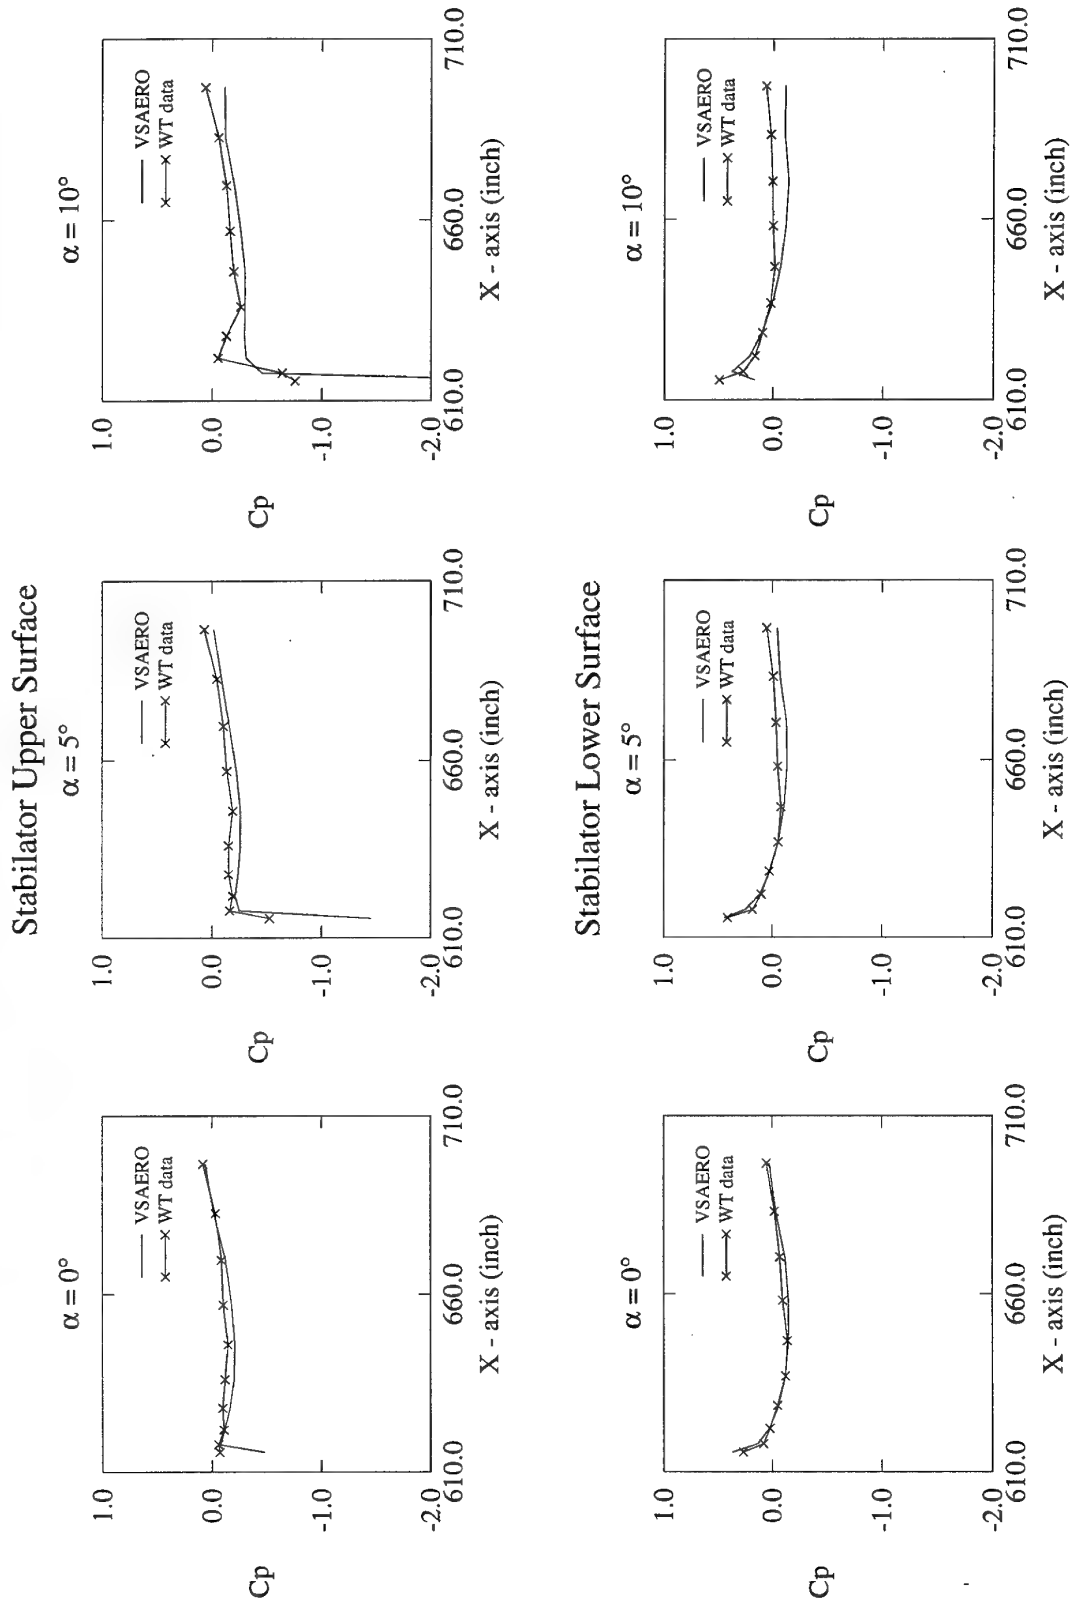 Stabilator Upper Surface
α = 0°
1.0
0.0
-1.0
-2.0
Cp
610.0
660.0
710.0
X - axis (inch)
VSAERO
WT data
α = 5°
1.0
0.0
-1.0
-2.0
Cp
610.0
660.0
710.0
X - axis (inch)
VSAERO
WT data
α = 10°
1.0
0.0
-1.0
-2.0
Cp
610.0
660.0
710.0
X - axis (inch)
VSAERO
WT data
Stabilator Lower Surface
α = 0°
1.0
0.0
-1.0
-2.0
Cp
610.0
660.0
710.0
X - axis (inch)
VSAERO
WT data
α = 5°
1.0
0.0
-1.0
-2.0
Cp
610.0
660.0
710.0
X - axis (inch)
VSAERO
WT data
α = 10°
1.0
0.0
-1.0
-2.0
Cp
610.0
660.0
710.0
X - axis (inch)
VSAERO
WT data